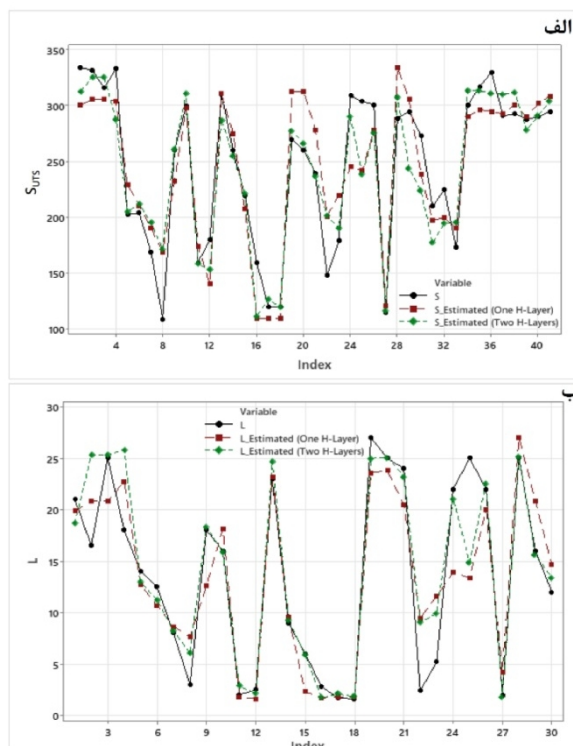 الف
350
300
250
200
150
100
S_UTS
Variable
S
S_Estimated (One H-Layer)
S_Estimated (Two H-Layers)
4 8 12 16 20 24 28 32 36 40
Index
ب
30
25
20
15
10
5
0
L
Variable
L
L_Estimated (One H-Layer)
L_Estimated (Two H-Layers)
3 6 9 12 15 18 21 24 27 30
Index